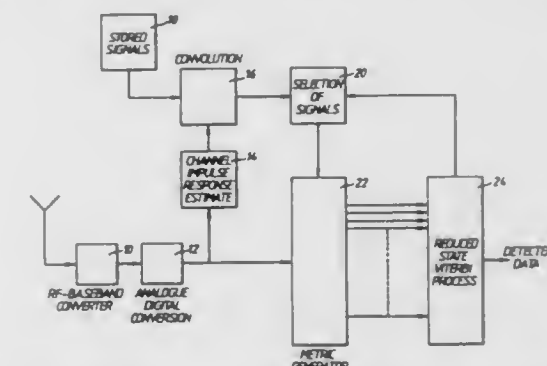 18
STORED
SIGNALS
CONVOLUTION
16
20
SELECTION
OF
SIGNALS
14
CHANNEL
IMPULSE
RESPONSE
ESTIMATE
22
24
REDUCED
STATE
VITERBI
PROCESS
DETECTED
DATA
10
12
RF-BASEBAND
CONVERTER
ANALOGUE
DIGITAL
CONVERSION
METRIC
GENERATOR